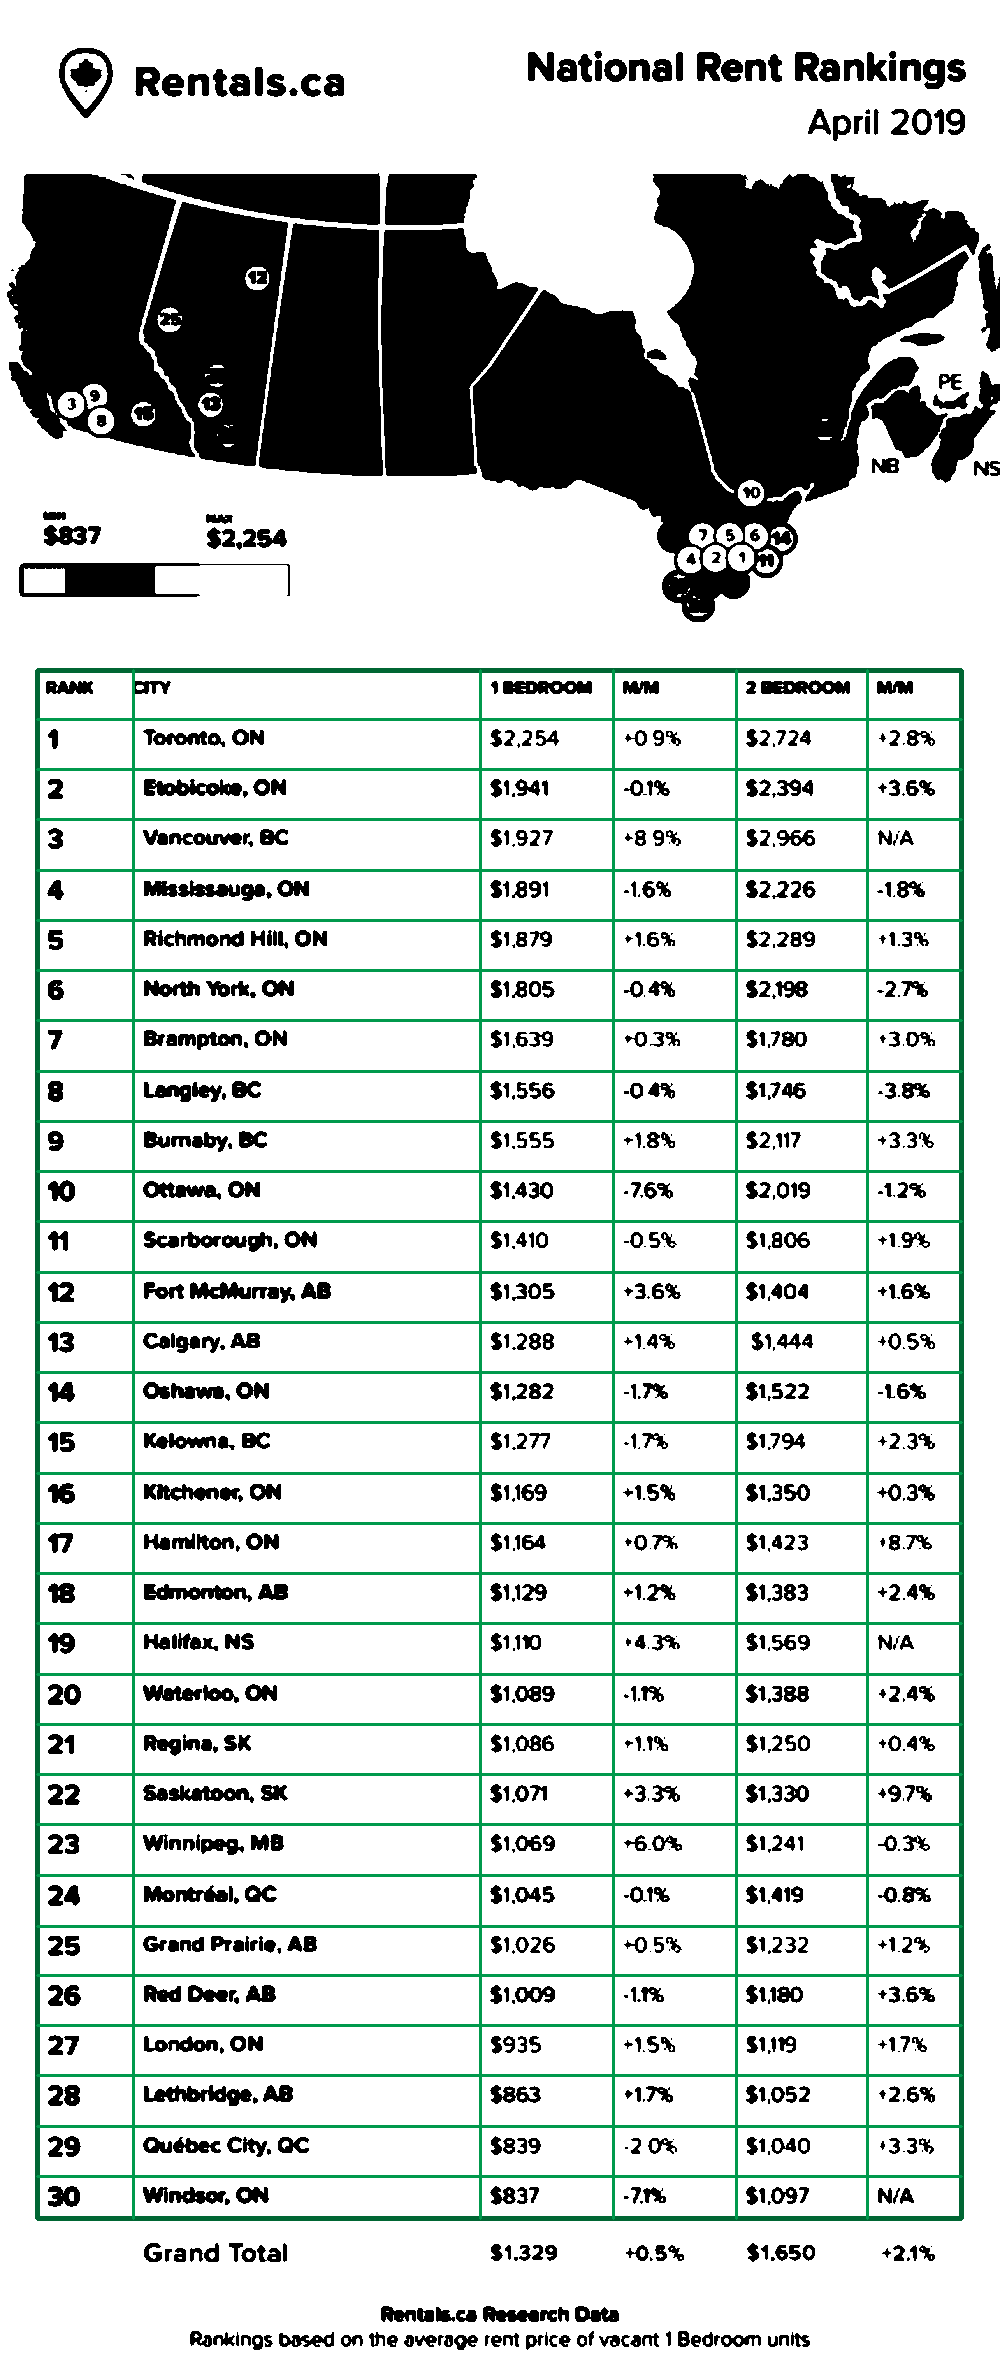 Rentals.ca
National Rent Rankings
April 2019
12
25
3
9
8
15
13
PE
NB
NS
10
7 5 6 14
4 2 1 11
MIN
$837
MAX
$2,254
RANK CITY 1 BEDROOM M/M 2 BEDROOM M/M
1 Toronto, ON $2,254 +0.9% $2,724 +2.8%
2 Etobicoke, ON $1,941 -0.1% $2,394 +3.6%
3 Vancouver, BC $1,927 +8.9% $2,966 N/A
4 Mississauga, ON $1,891 -1.6% $2,226 -1.8%
5 Richmond Hill, ON $1,879 +1.6% $2,289 +1.3%
6 North York, ON $1,805 -0.4% $2,198 -2.7%
7 Brampton, ON $1,639 +0.3% $1,780 +3.0%
8 Langley, BC $1,556 -0.4% $1,746 -3.8%
9 Burnaby, BC $1,555 +1.8% $2,117 +3.3%
10 Ottawa, ON $1,430 -7.6% $2,019 -1.2%
11 Scarborough, ON $1,410 -0.5% $1,806 +1.9%
12 Fort McMurray, AB $1,305 +3.6% $1,404 +1.6%
13 Calgary, AB $1,288 +1.4% $1,444 +0.5%
14 Oshawa, ON $1,282 -1.7% $1,522 -1.6%
15 Kelowna, BC $1,277 -1.7% $1,794 +2.3%
16 Kitchener, ON $1,169 +1.5% $1,350 +0.3%
17 Hamilton, ON $1,164 +0.7% $1,423 +8.7%
18 Edmonton, AB $1,129 +1.2% $1,383 +2.4%
19 Halifax, NS $1,110 +4.3% $1,569 N/A
20 Waterloo, ON $1,089 -1.1% $1,388 +2.4%
21 Regina, SK $1,086 +1.1% $1,250 +0.4%
22 Saskatoon, SK $1,071 +3.3% $1,330 +9.7%
23 Winnipeg, MB $1,069 +6.0% $1,241 -0.3%
24 Montréal, QC $1,045 -0.1% $1,419 -0.8%
25 Grand Prairie, AB $1,026 +0.5% $1,232 +1.2%
26 Red Deer, AB $1,009 -1.1% $1,180 +3.6%
27 London, ON $935 +1.5% $1,119 +1.7%
28 Lethbridge, AB $863 +1.7% $1,052 +2.6%
29 Québec City, QC $839 -2.0% $1,040 +3.3%
30 Windsor, ON $837 -7.1% $1,097 N/A
Grand Total $1,329 +0.5% $1,650 +2.1%
Rentals.ca Research Data
Rankings based on the average rent price of vacant 1 Bedroom units